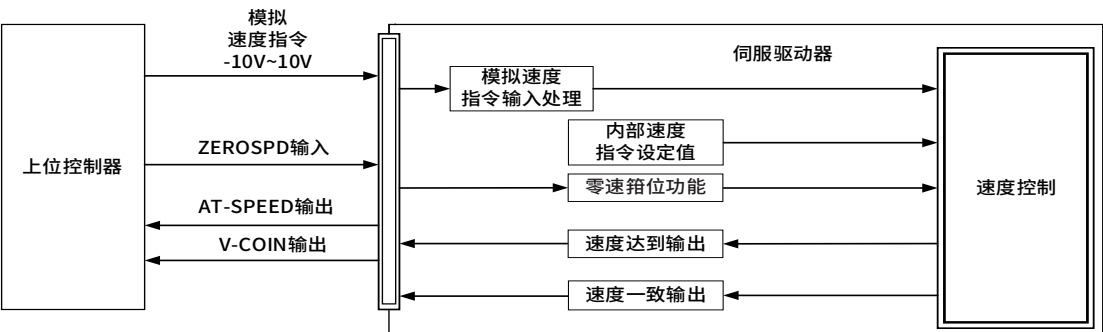 模拟
速度指令
-10V~10V
伺服驱动器
模拟速度
指令输入处理
内部速度
指令设定值
ZEROSPD输入
上位控制器
零速箝位功能
速度控制
AT-SPEED输出
V-COIN输出
速度达到输出
速度一致输出